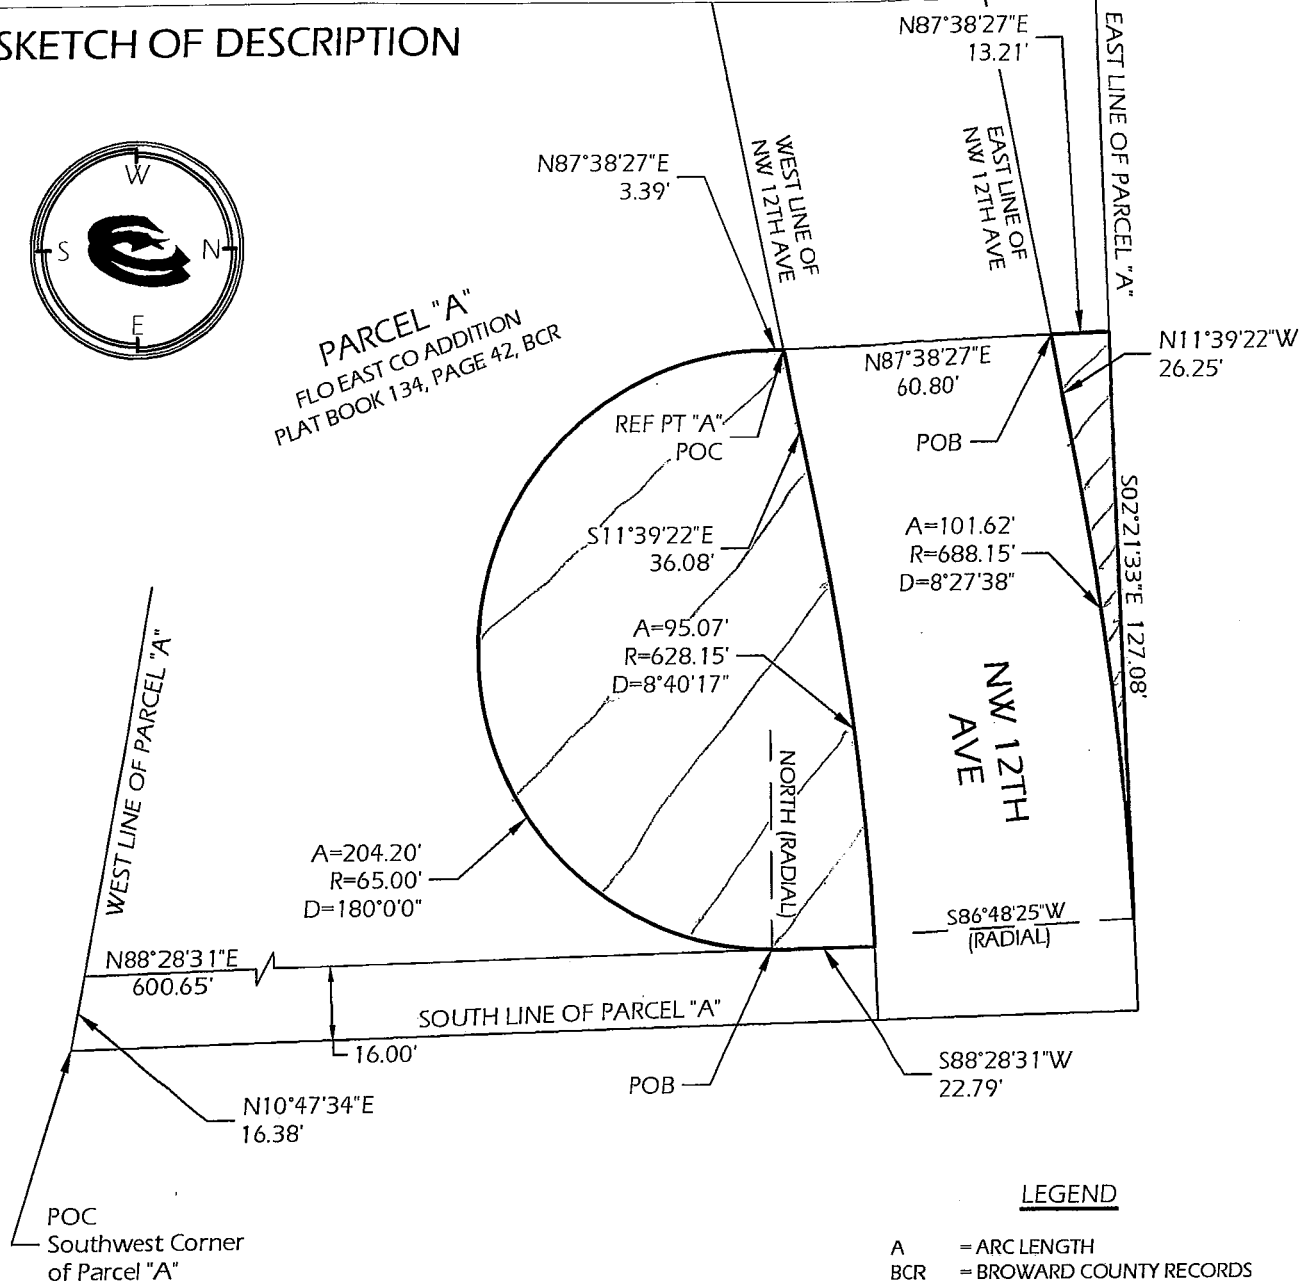 SKETCH OF DESCRIPTION
N87°38'27"E
13.21'
EAST LINE OF PARCEL "A"
W
S
N
E
N87°38'27"E
3.39'
WEST LINE OF
NW 12TH AVE
EAST LINE OF
NW 12TH AVE
PARCEL "A"
FLO EAST CO ADDITION
PLAT BOOK 134, PAGE 42, BCR
N87°38'27"E
60.80'
N11°39'22"W
26.25'
REF PT "A"
POC
POB
S11°39'22"E
36.08'
A=101.62'
R=688.15'
D=8°27'38"
S02°21'33"E 127.08'
A=95.07'
R=628.15'
D=8°40'17"
NW 12TH
AVE
WEST LINE OF PARCEL "A"
NORTH (RADIAL)
A=204.20'
R=65.00'
D=180°0'0"
S86°48'25"W
(RADIAL)
N88°28'31"E
600.65'
SOUTH LINE OF PARCEL "A"
16.00'
POB
S88°28'31"W
22.79'
N10°47'34"E
16.38'
POC
Southwest Corner
of Parcel "A"
LEGEND
A = ARC LENGTH
BCR = BROWARD COUNTY RECORDS